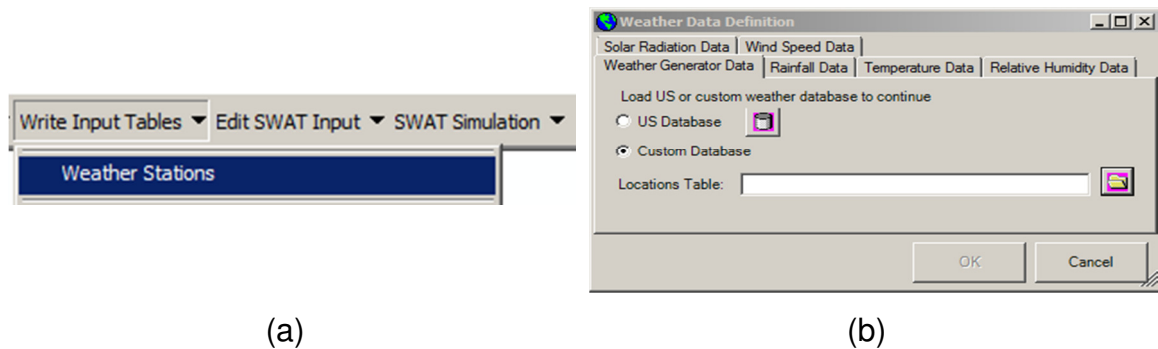 Write Input Tables Edit SWAT Input SWAT Simulation
Weather Stations
(a)
Weather Data Definition
Solar Radiation Data Wind Speed Data
Weather Generator Data Rainfall Data Temperature Data Relative Humidity Data
Load US or custom weather database to continue
US Database
Custom Database
Locations Table:
OK Cancel
(b)